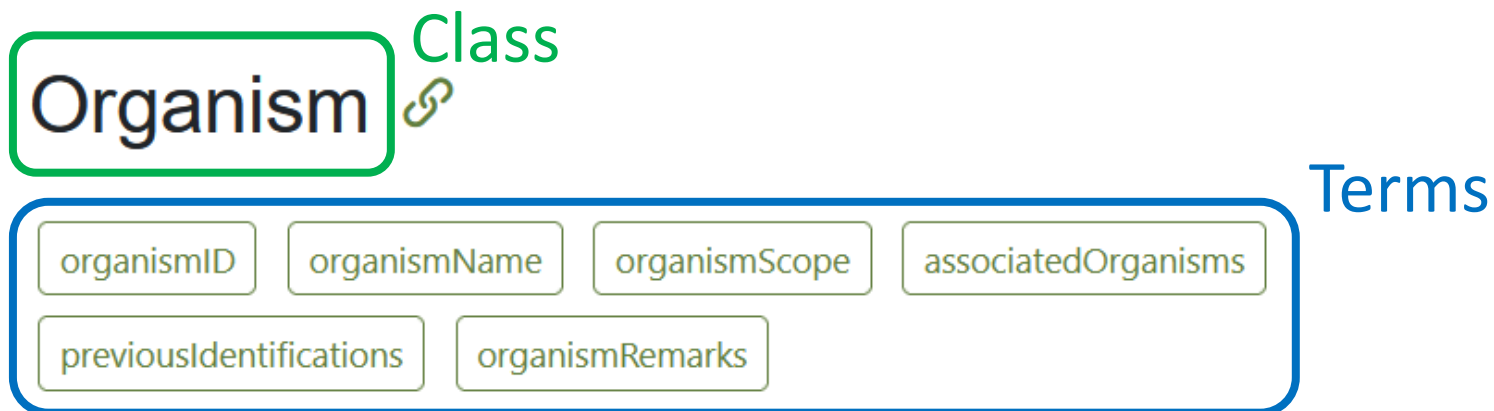 Class
Organism
Terms
organismID organismName organismScope associatedOrganisms
previousIdentifications organismRemarks